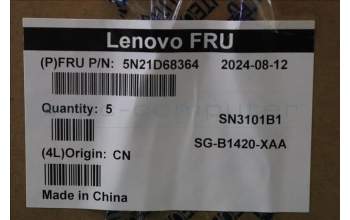 Lenovo FRU
(P)FRU P/N: 5N21D68364 2024-08-12
Quantity: 5
SN3101B1
SG-B1420-XAA
(4L)Origin: CN
Made in China